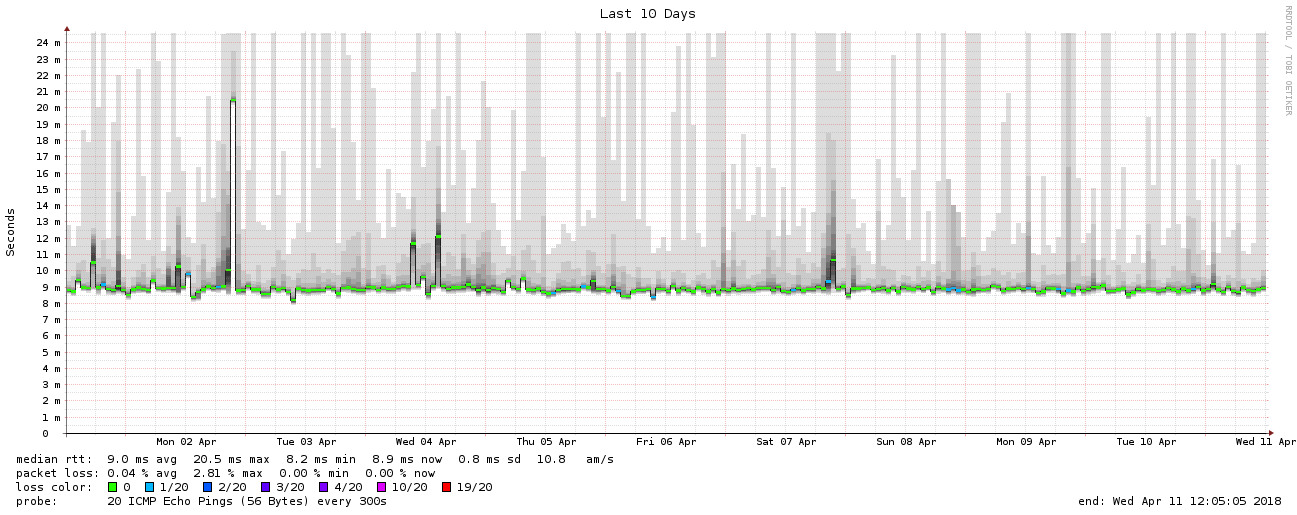 Last 10 Days
RRDTOOL / TOBI OETIKER
Seconds
24 m
23 m
22 m
21 m
20 m
19 m
18 m
17 m
16 m
15 m
14 m
13 m
12 m
11 m
10 m
9 m
8 m
7 m
6 m
5 m
4 m
3 m
2 m
1 m
0
Mon 02 Apr Tue 03 Apr Wed 04 Apr Thu 05 Apr Fri 06 Apr Sat 07 Apr Sun 08 Apr Mon 09 Apr Tue 10 Apr Wed 11 Apr
median rtt: 9.0 ms avg 20.5 ms max 8.2 ms min 8.9 ms now 0.8 ms sd 10.8 am/s
packet loss: 0.04 % avg 2.81 % max 0.00 % min 0.00 % now
loss color: 0 1/20 2/20 3/20 4/20 10/20 19/20
probe: 20 ICMP Echo Pings (56 Bytes) every 300s end: Wed Apr 11 12:05:05 2018